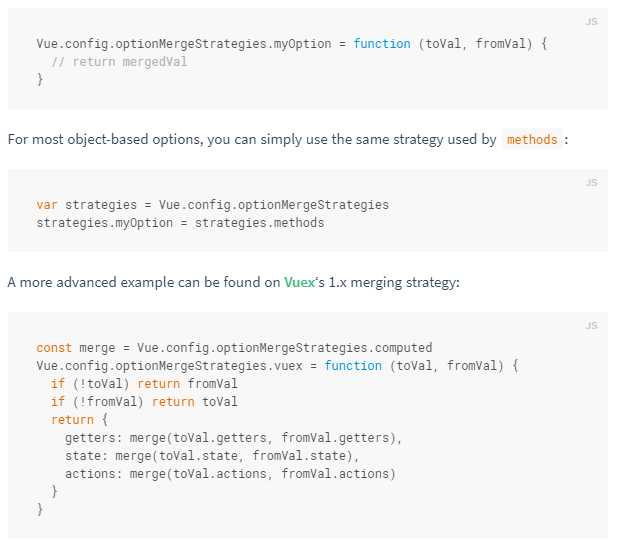 JS
Vue.config.optionMergeStrategies.myOption = function (toVal, fromVal) {
  // return mergedVal
}
For most object-based options, you can simply use the same strategy used by methods :
JS
var strategies = Vue.config.optionMergeStrategies
strategies.myOption = strategies.methods
A more advanced example can be found on Vuex‘s 1.x merging strategy:
JS
const merge = Vue.config.optionMergeStrategies.computed
Vue.config.optionMergeStrategies.vuex = function (toVal, fromVal) {
  if (!toVal) return fromVal
  if (!fromVal) return toVal
  return {
    getters: merge(toVal.getters, fromVal.getters),
    state: merge(toVal.state, fromVal.state),
    actions: merge(toVal.actions, fromVal.actions)
  }
}